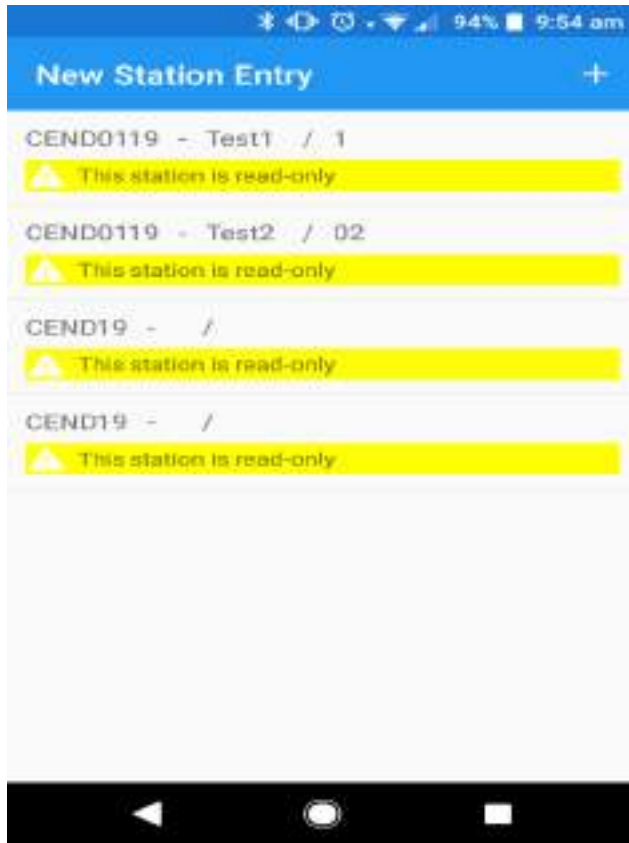 94% 9:54 am
New Station Entry +
CEND0119 - Test1 / 1
This station is read-only
CEND0119 - Test2 / 02
This station is read-only
CEND19 - /
This station is read-only
CEND19 - /
This station is read-only